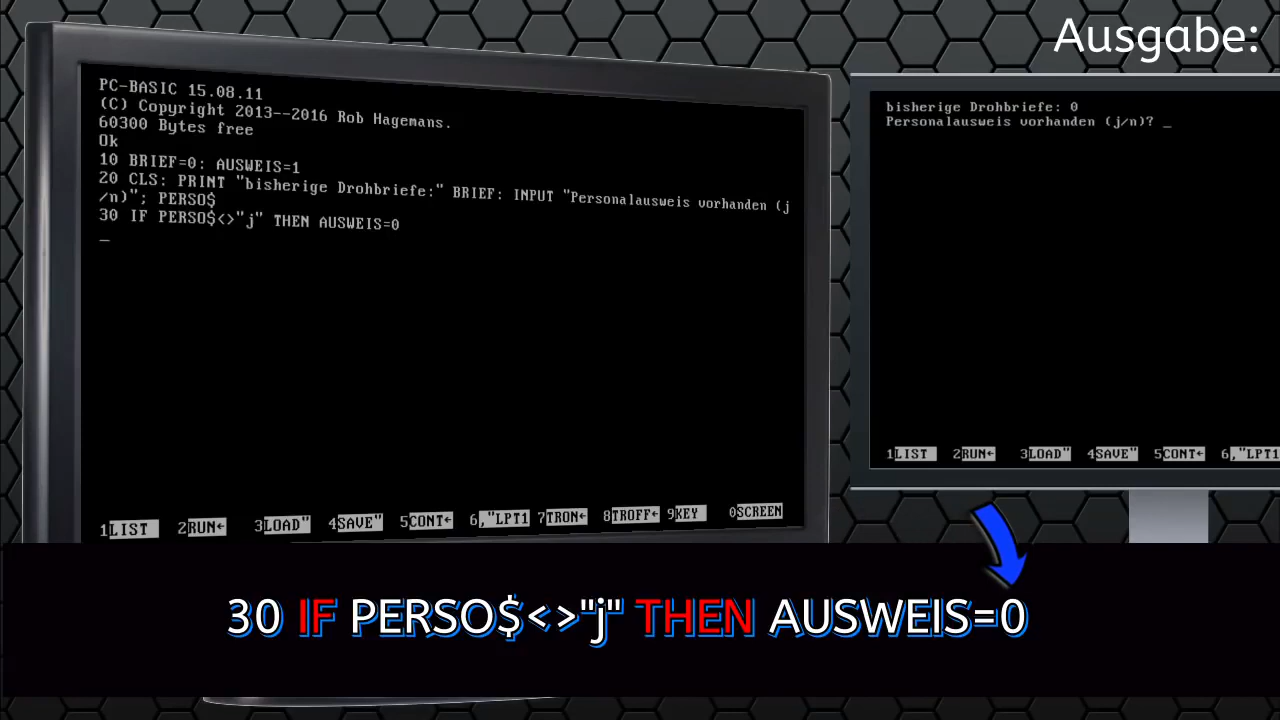 Ausgabe:
PC-BASIC 15.08.11
(C) Copyright 2013--2016 Rob Hagemans.
60300 Bytes free
Ok
10 BRIEF=0: AUSWEIS=1
20 CLS: PRINT "bisherige Drohbriefe:" BRIEF: INPUT "Personalausweis vorhanden (j
/n)"; PERSO$
30 IF PERSO$<>"j" THEN AUSWEIS=0
_
1LIST 2RUN← 3LOAD" 4SAVE" 5CONT← 6,"LPT1 7TRON← 8TROFF← 9KEY 0SCREEN
bisherige Drohbriefe: 0
Personalausweis vorhanden (j/n)? _
1LIST 2RUN← 3LOAD" 4SAVE" 5CONT← 6,"LPT1
30 IF PERSO$<>"j" THEN AUSWEIS=0